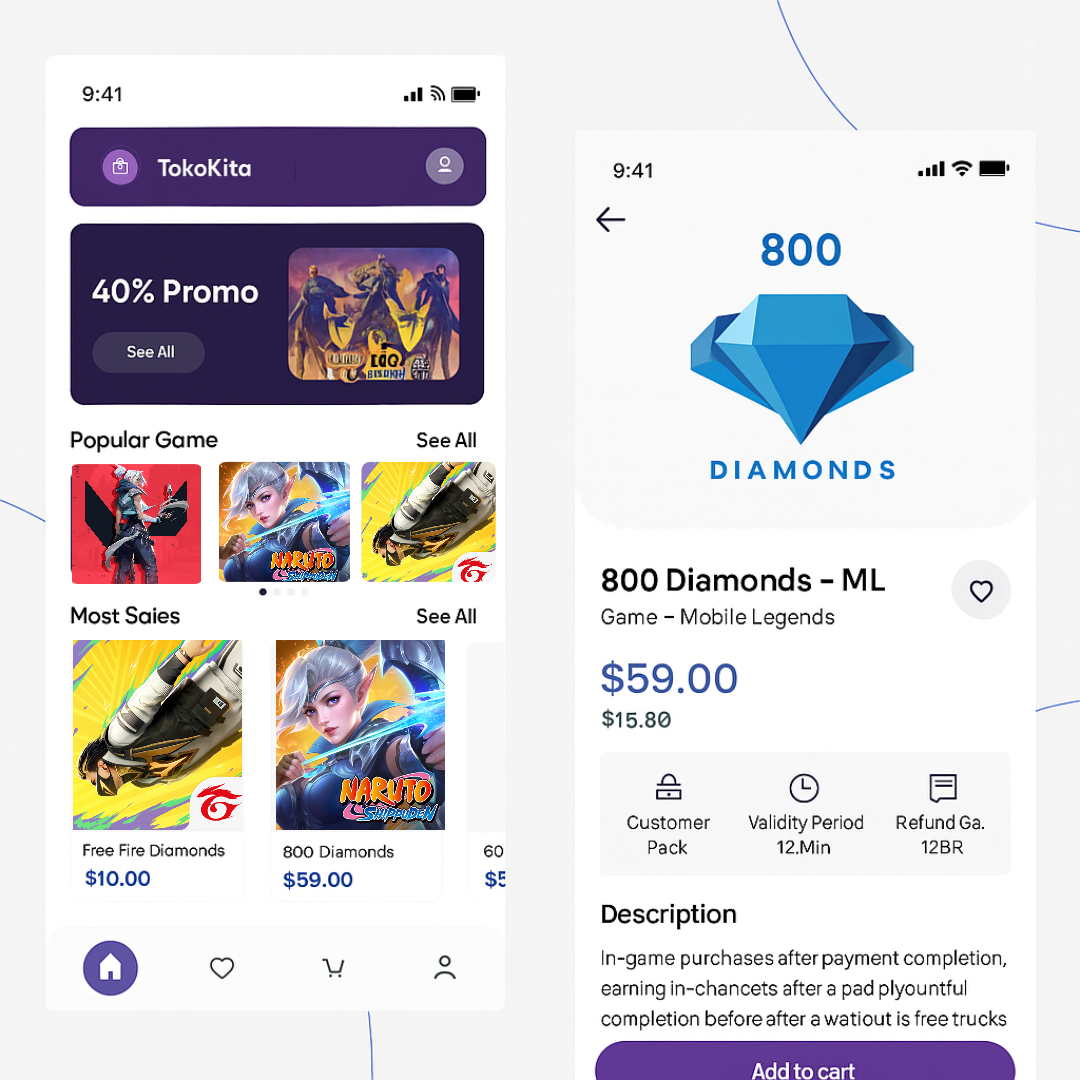 9:41
TokoKita
40% Promo
See All
Popular Game
See All
NARUTO
SHIPPUDEN
Most Saies
See All
NARUTO
SHIPPUDEN
Free Fire Diamonds
$10.00
800 Diamonds
$59.00
60
$5
9:41
800
DIAMONDS
800 Diamonds – ML
Game – Mobile Legends
$59.00
$15.80
Customer
Pack
Validity Period
12.Min
Refund Ga.
12BR
Description
In-game purchases after payment completion,
earning in-chancets after a pad plyountful
completion before after a watiout is free trucks
Add to cart